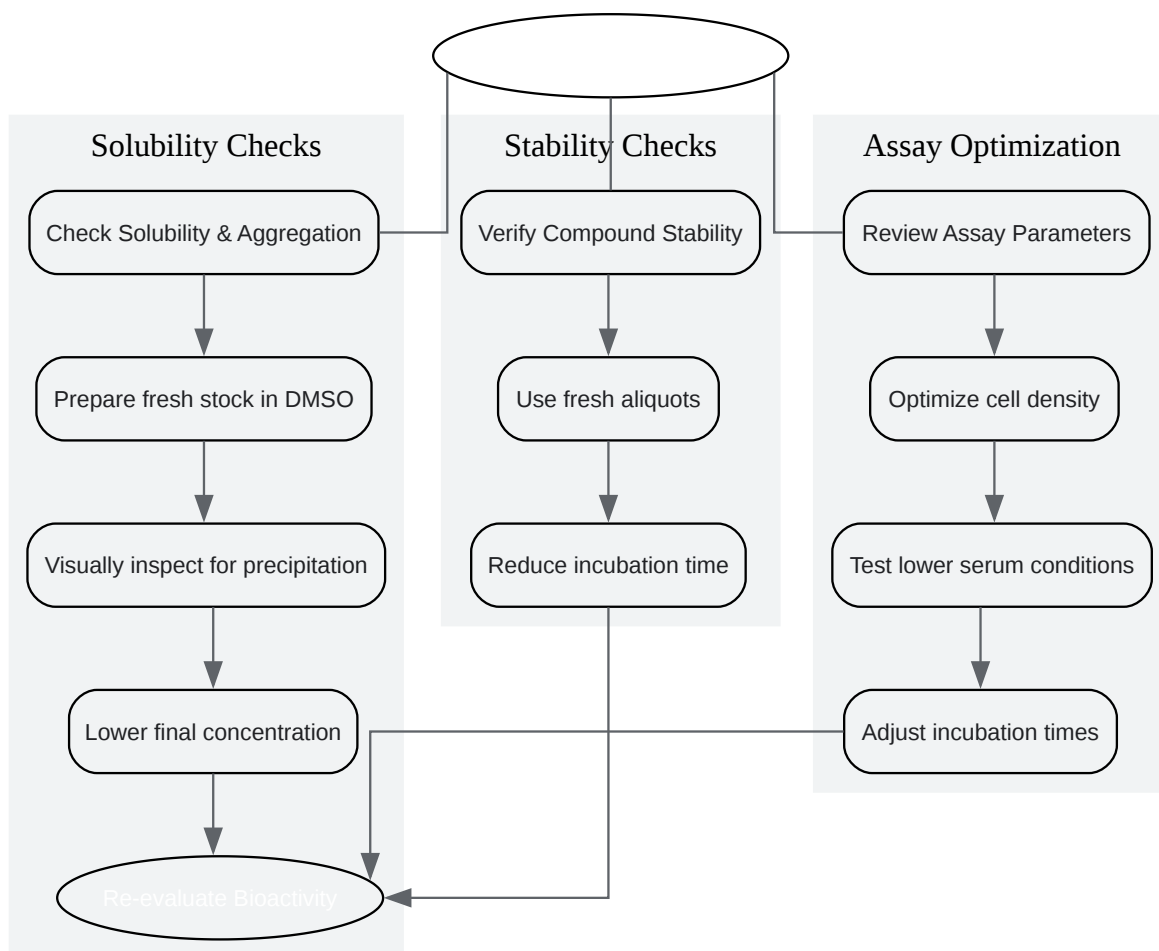 Solubility Checks
Check Solubility & Aggregation
Prepare fresh stock in DMSO
Visually inspect for precipitation
Lower final concentration
Re-evaluate Bioactivity
Stability Checks
Verify Compound Stability
Use fresh aliquots
Reduce incubation time
Assay Optimization
Review Assay Parameters
Optimize cell density
Test lower serum conditions
Adjust incubation times